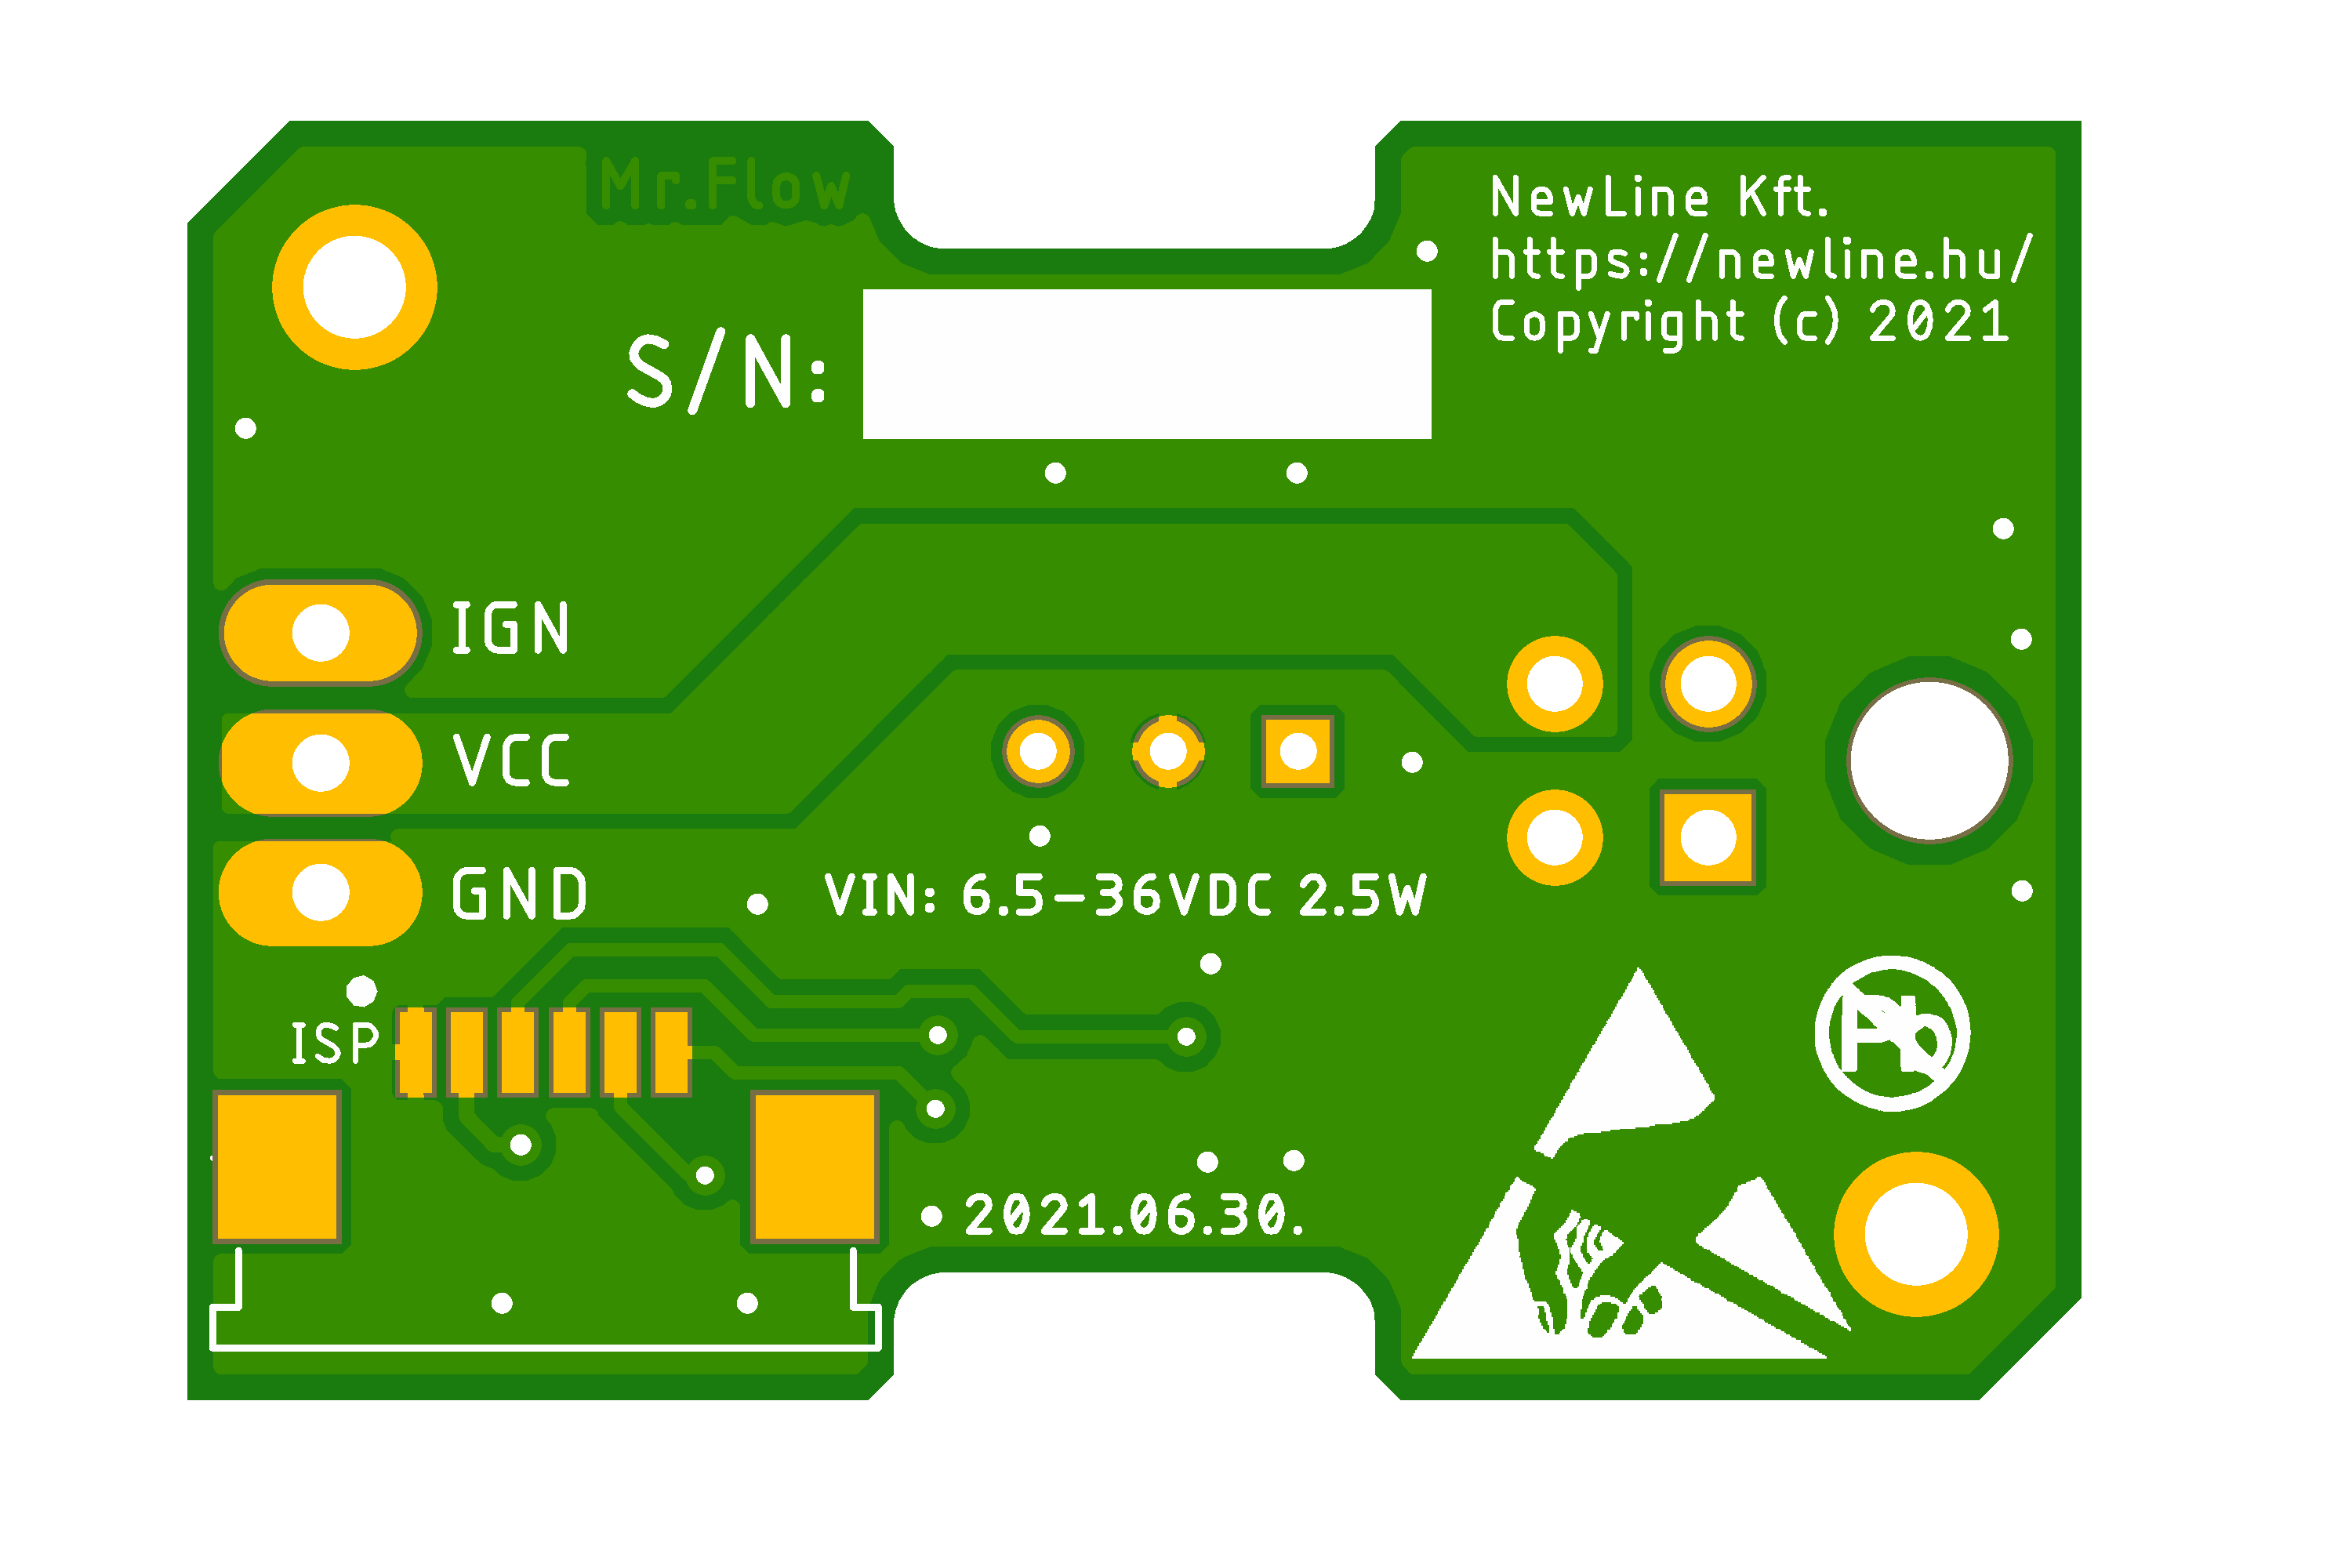 Mr.Flow
NewLine Kft.
https://newline.hu/
Copyright (c) 2021
S/N:
IGN
VCC
GND
VIN: 6.5-36VDC 2.5W
ISP
Pb
2021.06.30.